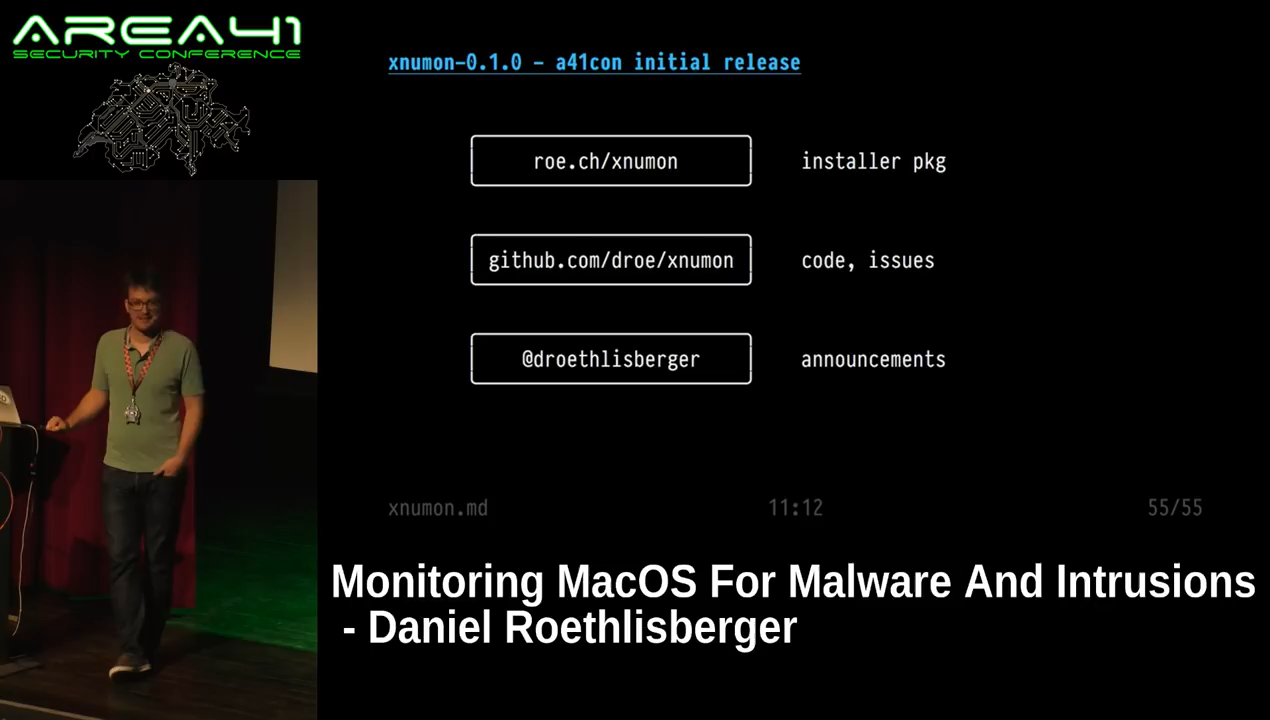 AREA41
SECURITY CONFERENCE
xnumon-0.1.0 – a41con initial release
roe.ch/xnumon installer pkg
github.com/droe/xnumon code, issues
@droethlisberger announcements
xnumon.md 11:12 55/55
Monitoring MacOS For Malware And Intrusions
- Daniel Roethlisberger